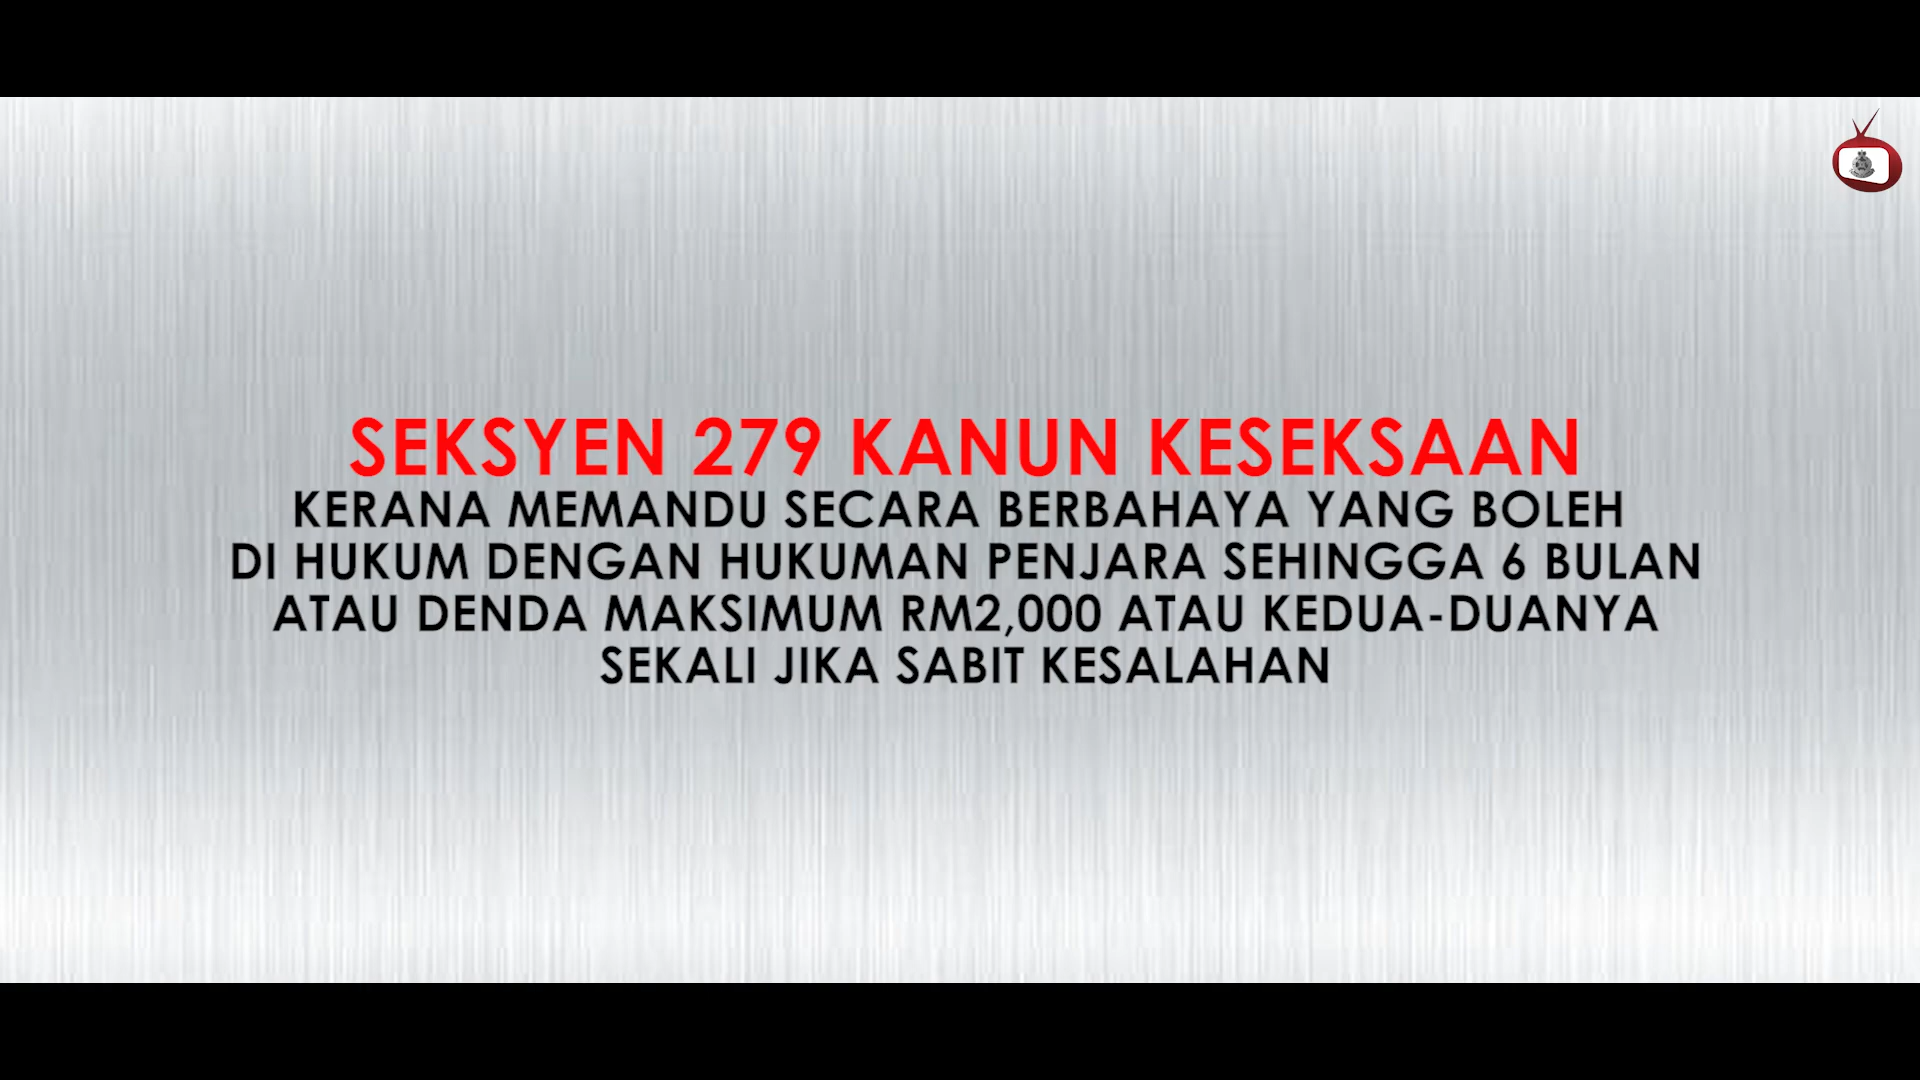 SEKSYEN 279 KANUN KESEKSAAN
KERANA MEMANDU SECARA BERBAHAYA YANG BOLEH
DI HUKUM DENGAN HUKUMAN PENJARA SEHINGGA 6 BULAN
ATAU DENDA MAKSIMUM RM2,000 ATAU KEDUA-DUANYA
SEKALI JIKA SABIT KESALAHAN